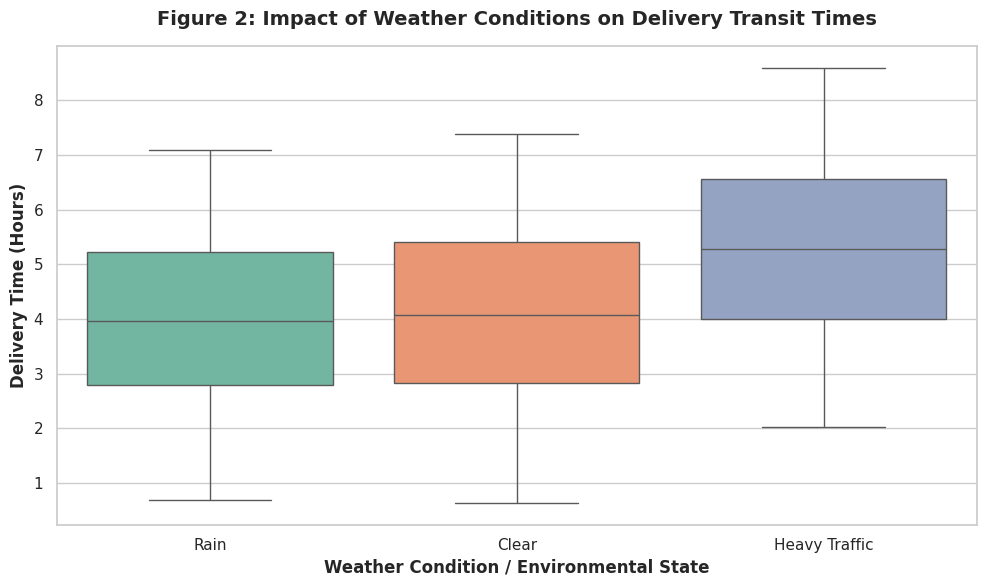 Figure 2: Impact of Weather Conditions on Delivery Transit Times
Delivery Time (Hours)
8
7
6
5
4
3
2
1
Rain Clear Heavy Traffic
Weather Condition / Environmental State